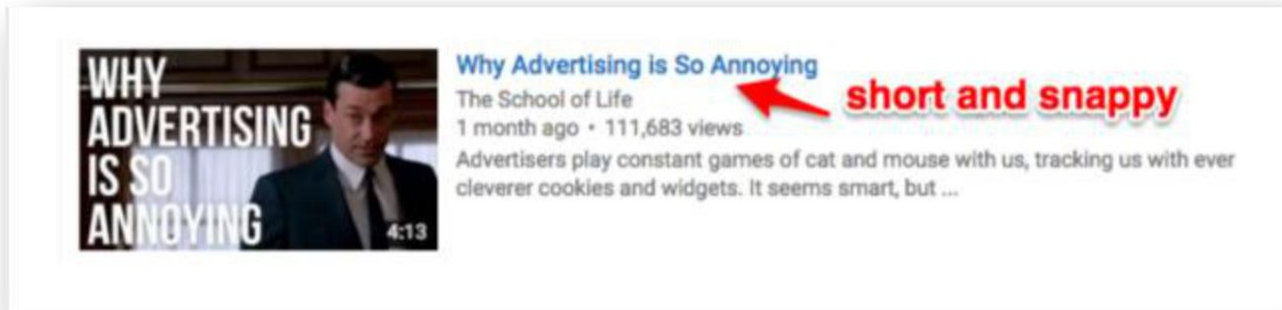 WHY
ADVERTISING
IS SO
ANNOYING
4:13
Why Advertising is So Annoying
short and snappy
The School of Life
1 month ago • 111,683 views
Advertisers play constant games of cat and mouse with us, tracking us with ever
cleverer cookies and widgets. It seems smart, but ...